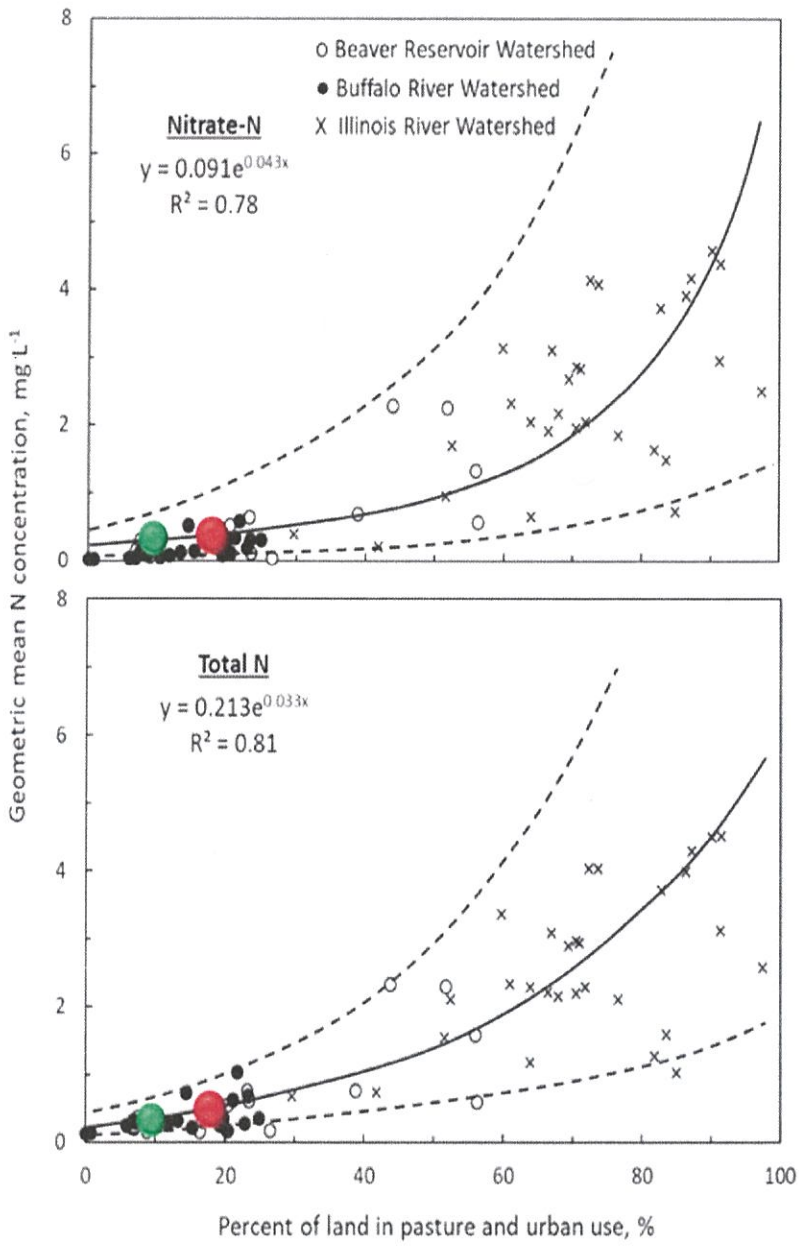 8
o Beaver Reservoir Watershed
• Buffalo River Watershed
x Illinois River Watershed
Nitrate-N
y = 0.091e^0.043x
R² = 0.78
6
4
2
0
Geometric mean N concentration, mg L⁻¹
8
Total N
y = 0.213e^0.033x
R² = 0.81
6
4
2
0
0 20 40 60 80 100
Percent of land in pasture and urban use, %